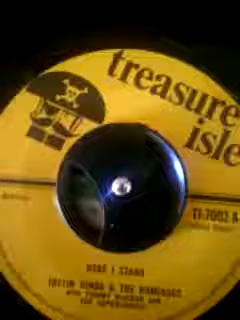 treasure
isle
TI-7002 A
HERE I STAND
JUSTIN HINDS & THE DOMINOES
with TOMMY McCOOK and
THE SUPERSONICS